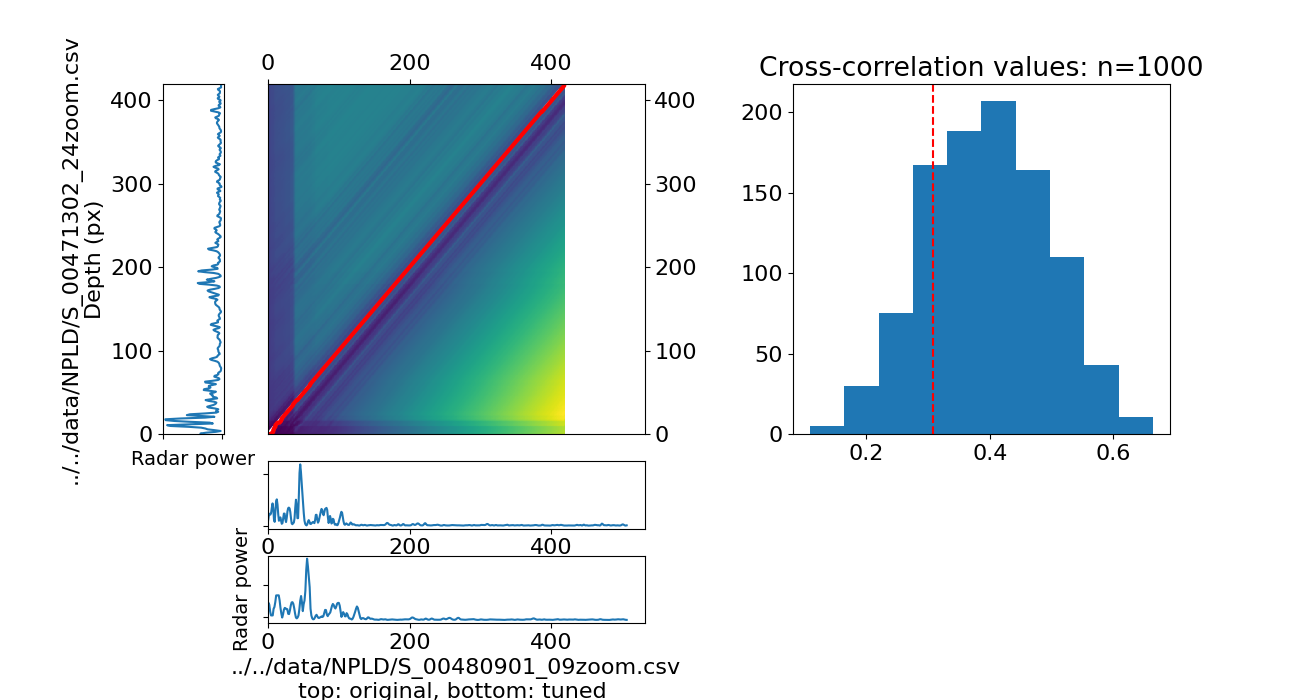 Cross-correlation values: n=1000
0 200 400
../../data/NPLD/S_00471302_24zoom.csv
Depth (px)
400
300
200
100
0
Radar power
400
300
200
100
0
200
150
100
50
0
0.2 0.4 0.6
0 200 400
Radar power
0 200 400
../../data/NPLD/S_00480901_09zoom.csv
top: original, bottom: tuned